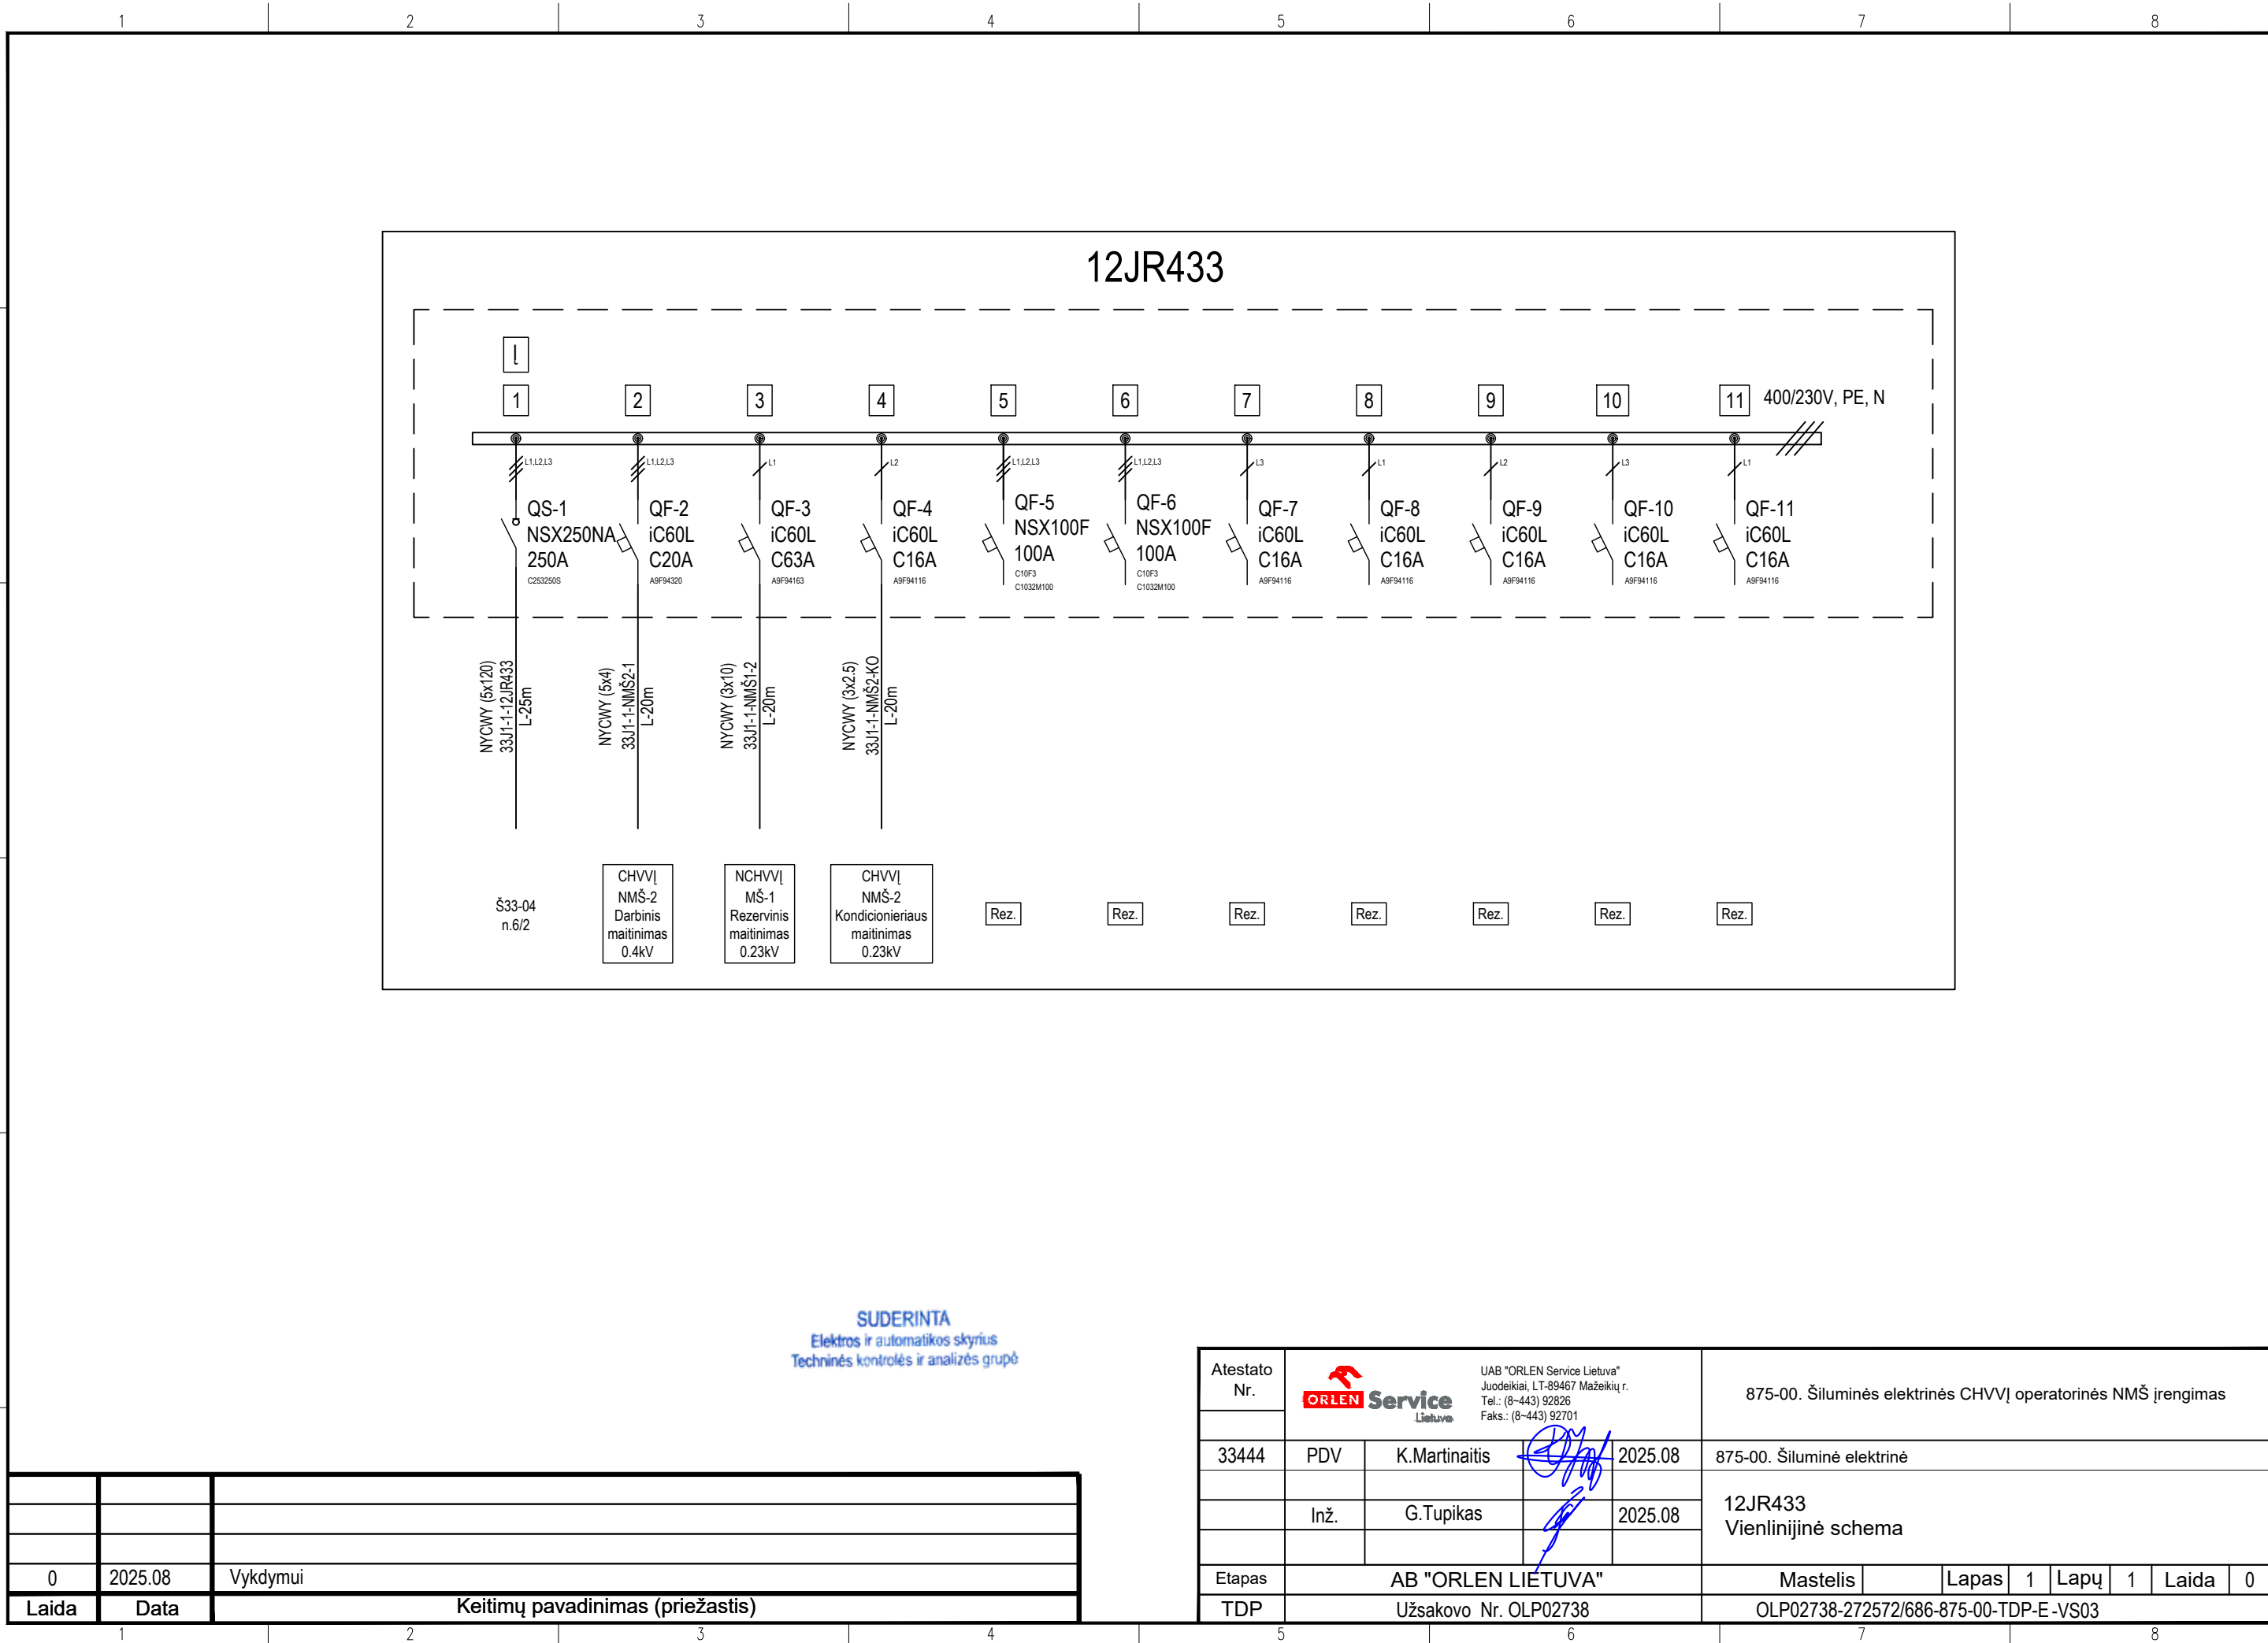 1 2 3 4 5 6 7 8
12JR433
Į
1 2 3 4 5 6 7 8 9 10 11 400/230V, PE, N
L1,L2,L3 L1,L2,L3 L1 L2 L1,L2,L3 L1,L2,L3 L3 L1 L2 L3 L1
QS-1
NSX250NA
250A
C253250S
QF-2
iC60L
C20A
A9F94320
QF-3
iC60L
C63A
A9F94163
QF-4
iC60L
C16A
A9F94116
QF-5
NSX100F
100A
C10F3
C1032M100
QF-6
NSX100F
100A
C10F3
C1032M100
QF-7
iC60L
C16A
A9F94116
QF-8
iC60L
C16A
A9F94116
QF-9
iC60L
C16A
A9F94116
QF-10
iC60L
C16A
A9F94116
QF-11
iC60L
C16A
A9F94116
NYCWY (5x120)
33J1-1-12JR433
L-25m
NYCWY (5x4)
33J1-1-NMŠ2-1
L-20m
NYCWY (3x10)
33J1-1-NMŠ1-2
L-20m
NYCWY (3x2.5)
33J1-1-NMŠ2-KO
L-20m
Š33-04
n.6/2
CHVVĮ
NMŠ-2
Darbinis
maitinimas
0.4kV
NCHVVĮ
MŠ-1
Rezervinis
maitinimas
0.23kV
CHVVĮ
NMŠ-2
Kondicionieriaus
maitinimas
0.23kV
Rez. Rez. Rez. Rez. Rez. Rez. Rez.
SUDERINTA
Elektros ir automatikos skyrius
Techninės kontrolės ir analizės grupė
Atestato
Nr.
ORLEN Service
Lietuva
UAB "ORLEN Service Lietuva"
Juodeikiai, LT-89467 Mažeikių r.
Tel.: (8~443) 92826
Faks.: (8~443) 92701
875-00. Šiluminės elektrinės CHVVĮ operatorinės NMŠ įrengimas
33444 PDV K.Martinaitis 2025.08
875-00. Šiluminė elektrinė
Inž. G.Tupikas 2025.08
12JR433
Vienlinijinė schema
Etapas AB "ORLEN LIETUVA" Mastelis Lapas 1 Lapų 1 Laida 0
TDP Užsakovo Nr. OLP02738 OLP02738-272572/686-875-00-TDP-E-VS03
0 2025.08 Vykdymui
Laida Data Keitimų pavadinimas (priežastis)
1 2 3 4 5 6 7 8